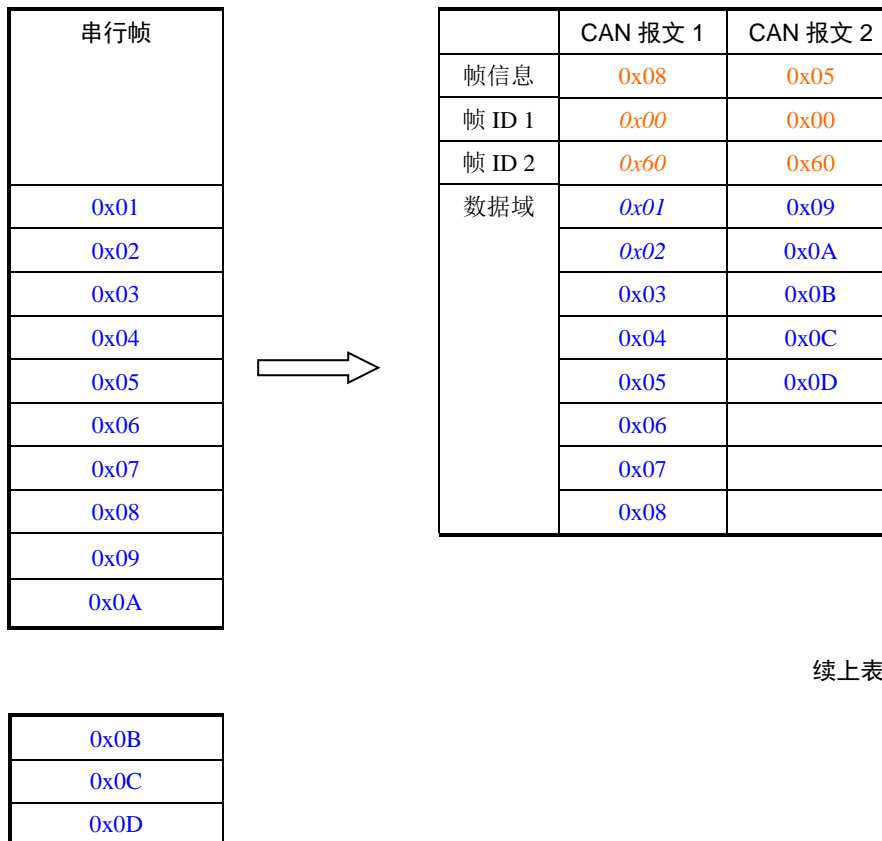 串行帧
0x01
0x02
0x03
0x04
0x05
0x06
0x07
0x08
0x09
0x0A
CAN 报文 1 CAN 报文 2
帧信息 0x08 0x05
帧 ID 1 0x00 0x00
帧 ID 2 0x60 0x60
数据域 0x01 0x09
0x02 0x0A
0x03 0x0B
0x04 0x0C
0x05 0x0D
0x06
0x07
0x08
续上表
0x0B
0x0C
0x0D